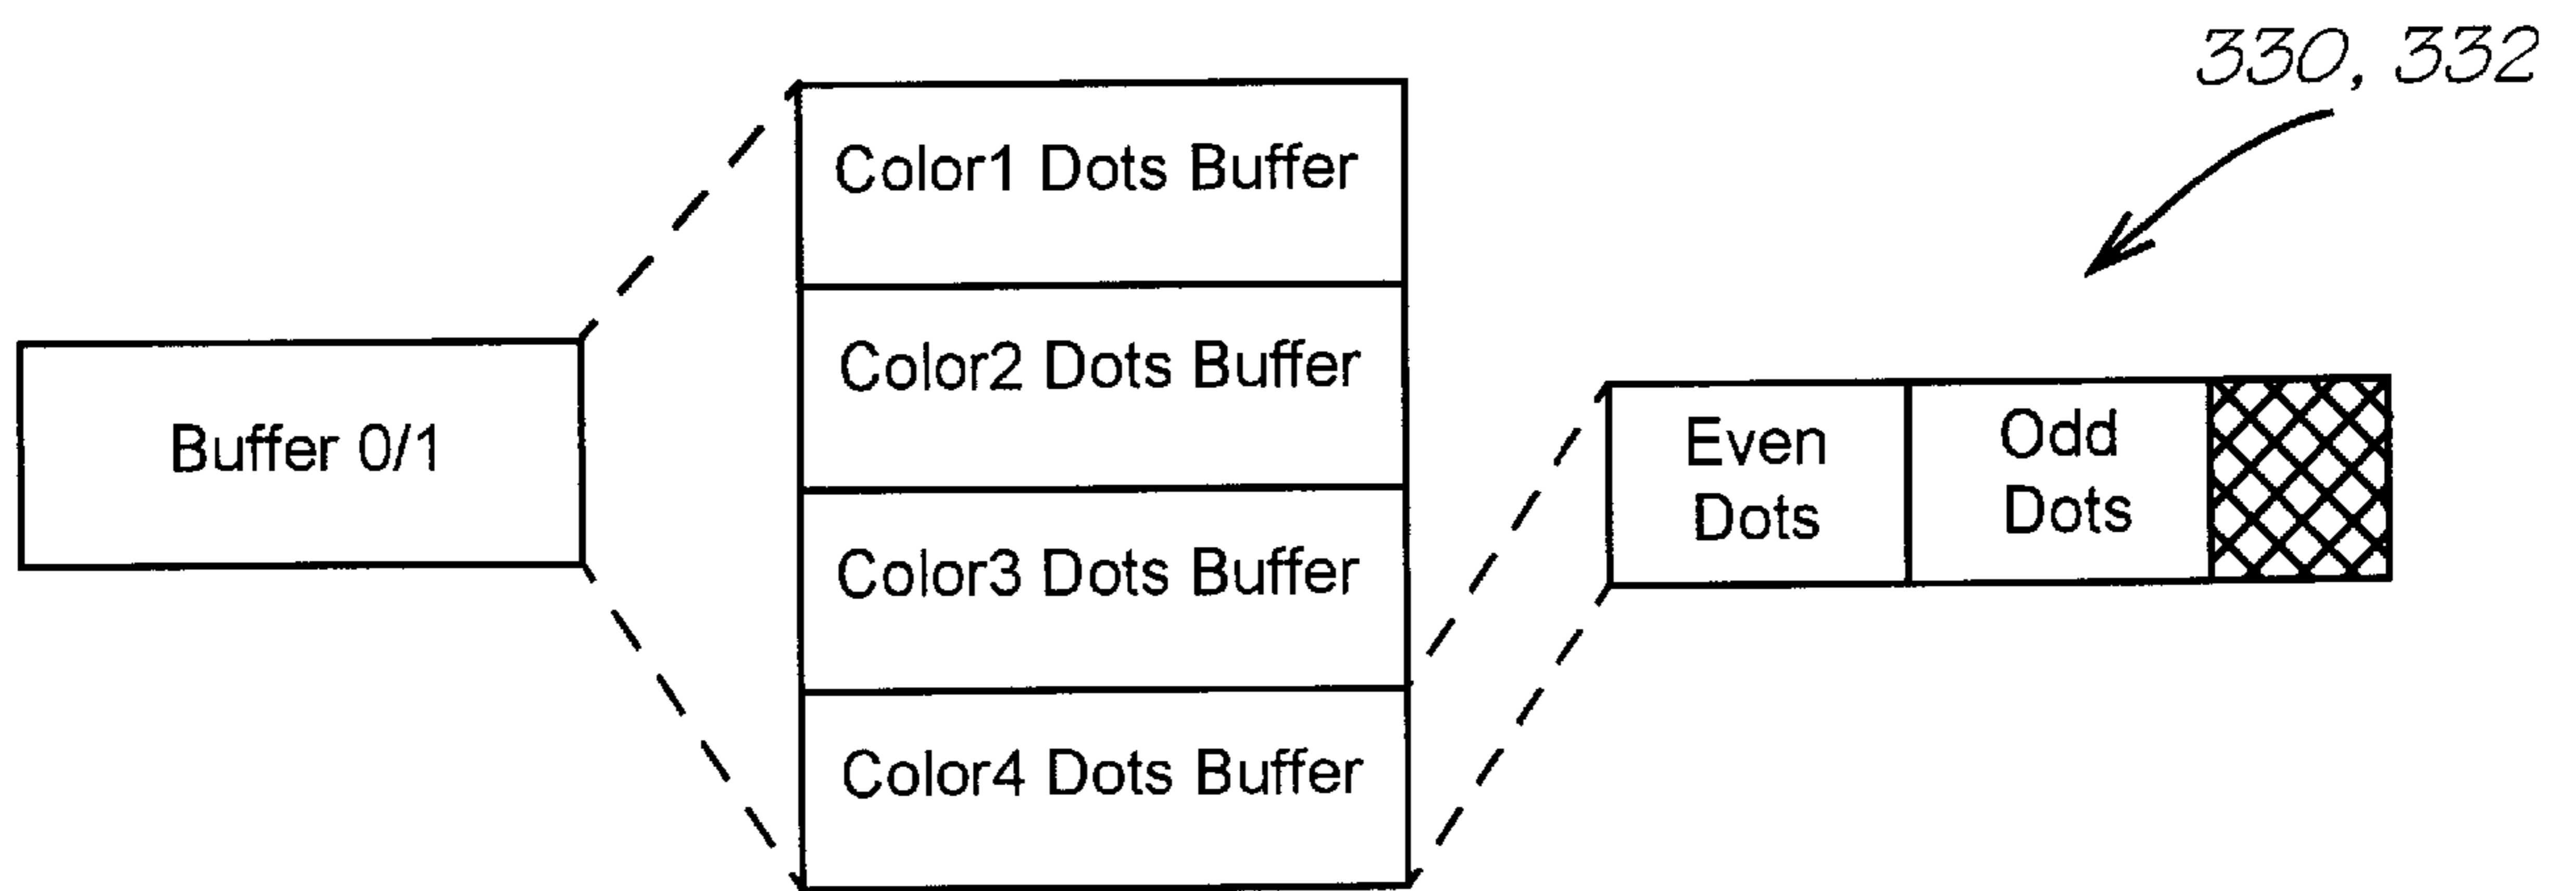 330, 332
Color1 Dots Buffer
Color2 Dots Buffer
Buffer 0/1
Color3 Dots Buffer
Color4 Dots Buffer
Even
Dots
Odd
Dots